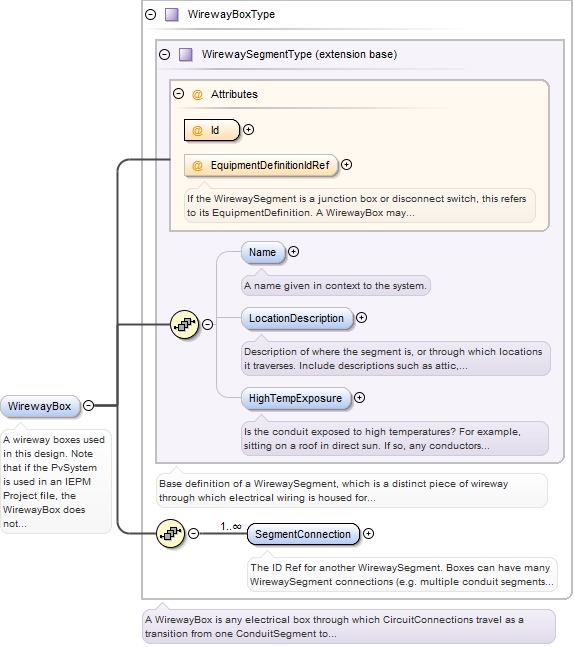 WirewayBoxType
WirewaySegmentType (extension base)
@ Attributes
@ Id
@ EquipmentDefinitionIdRef
If the WirewaySegment is a junction box or disconnect switch, this refers
to its EquipmentDefinition. A WirewayBox may...
Name
A name given in context to the system.
LocationDescription
Description of where the segment is, or through which locations
it traverses. Include descriptions such as attic,...
HighTempExposure
Is the conduit exposed to high temperatures? For example,
sitting on a roof in direct sun. If so, any conductors...
WirewayBox
A wireway boxes used
in this design. Note
that if the PvSystem
is used in an IEPM
Project file, the
WirewayBox does
not...
Base definition of a WirewaySegment, which is a distinct piece of wireway
through which electrical wiring is housed for...
1..∞
SegmentConnection
The ID Ref for another WirewaySegment. Boxes can have many
WirewaySegment connections (e.g. multiple conduit segments...
A WirewayBox is any electrical box through which CircuitConnections travel as a
transition from one ConduitSegment to...